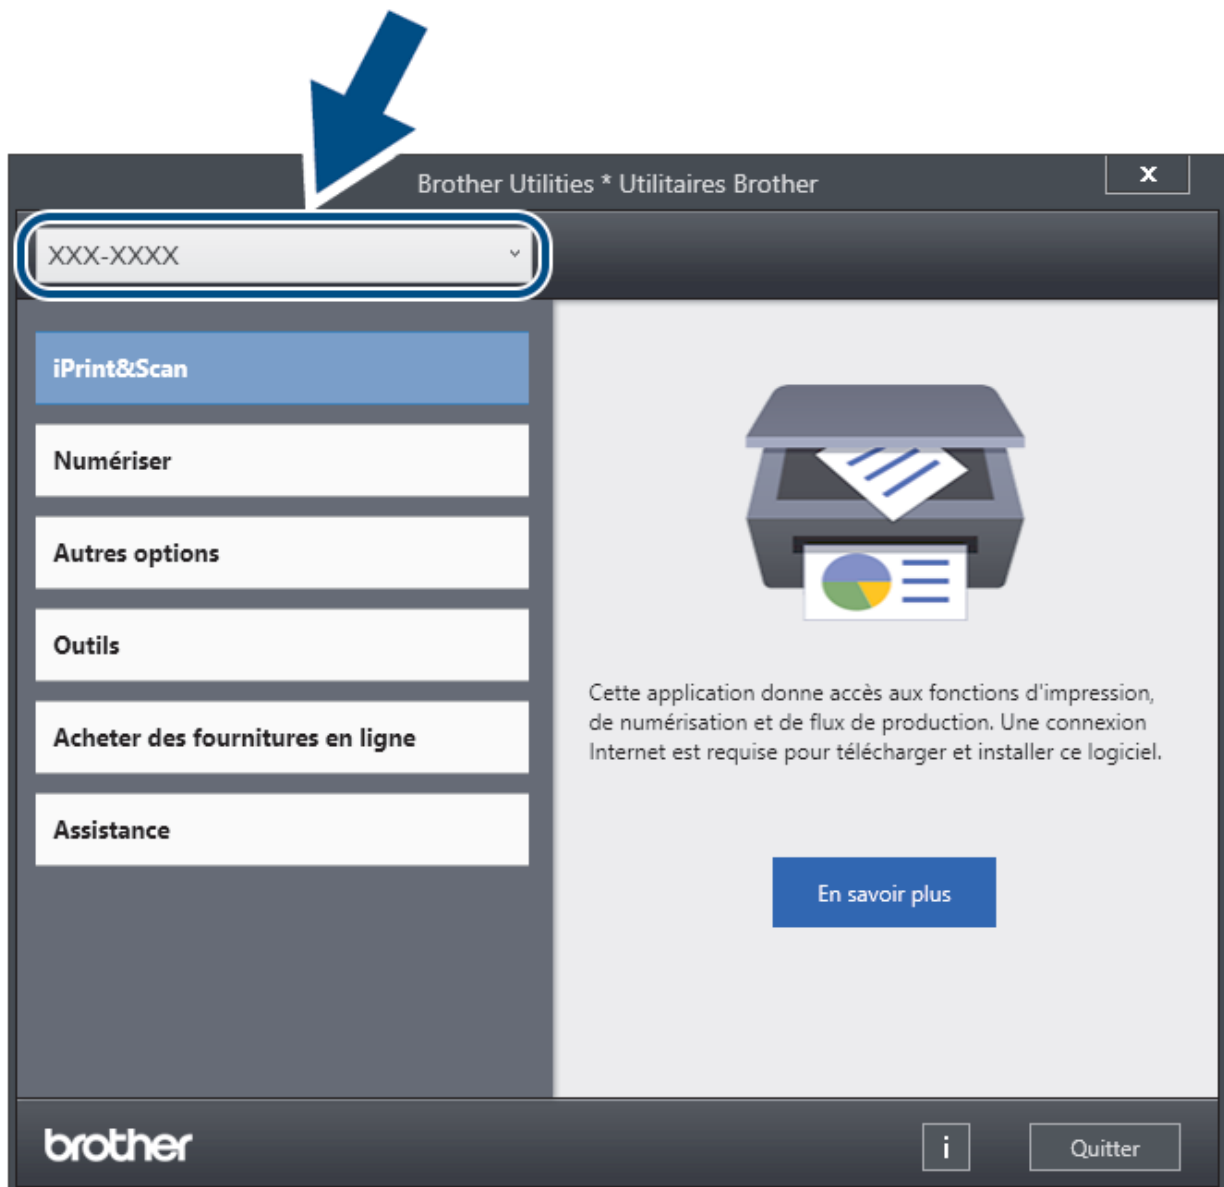 Brother Utilities * Utilitaires Brother
X
XXX-XXXX
iPrint&Scan
Numériser
Autres options
Outils
Acheter des fournitures en ligne
Assistance
Cette application donne accès aux fonctions d'impression,
de numérisation et de flux de production. Une connexion
Internet est requise pour télécharger et installer ce logiciel.
En savoir plus
brother
i
Quitter